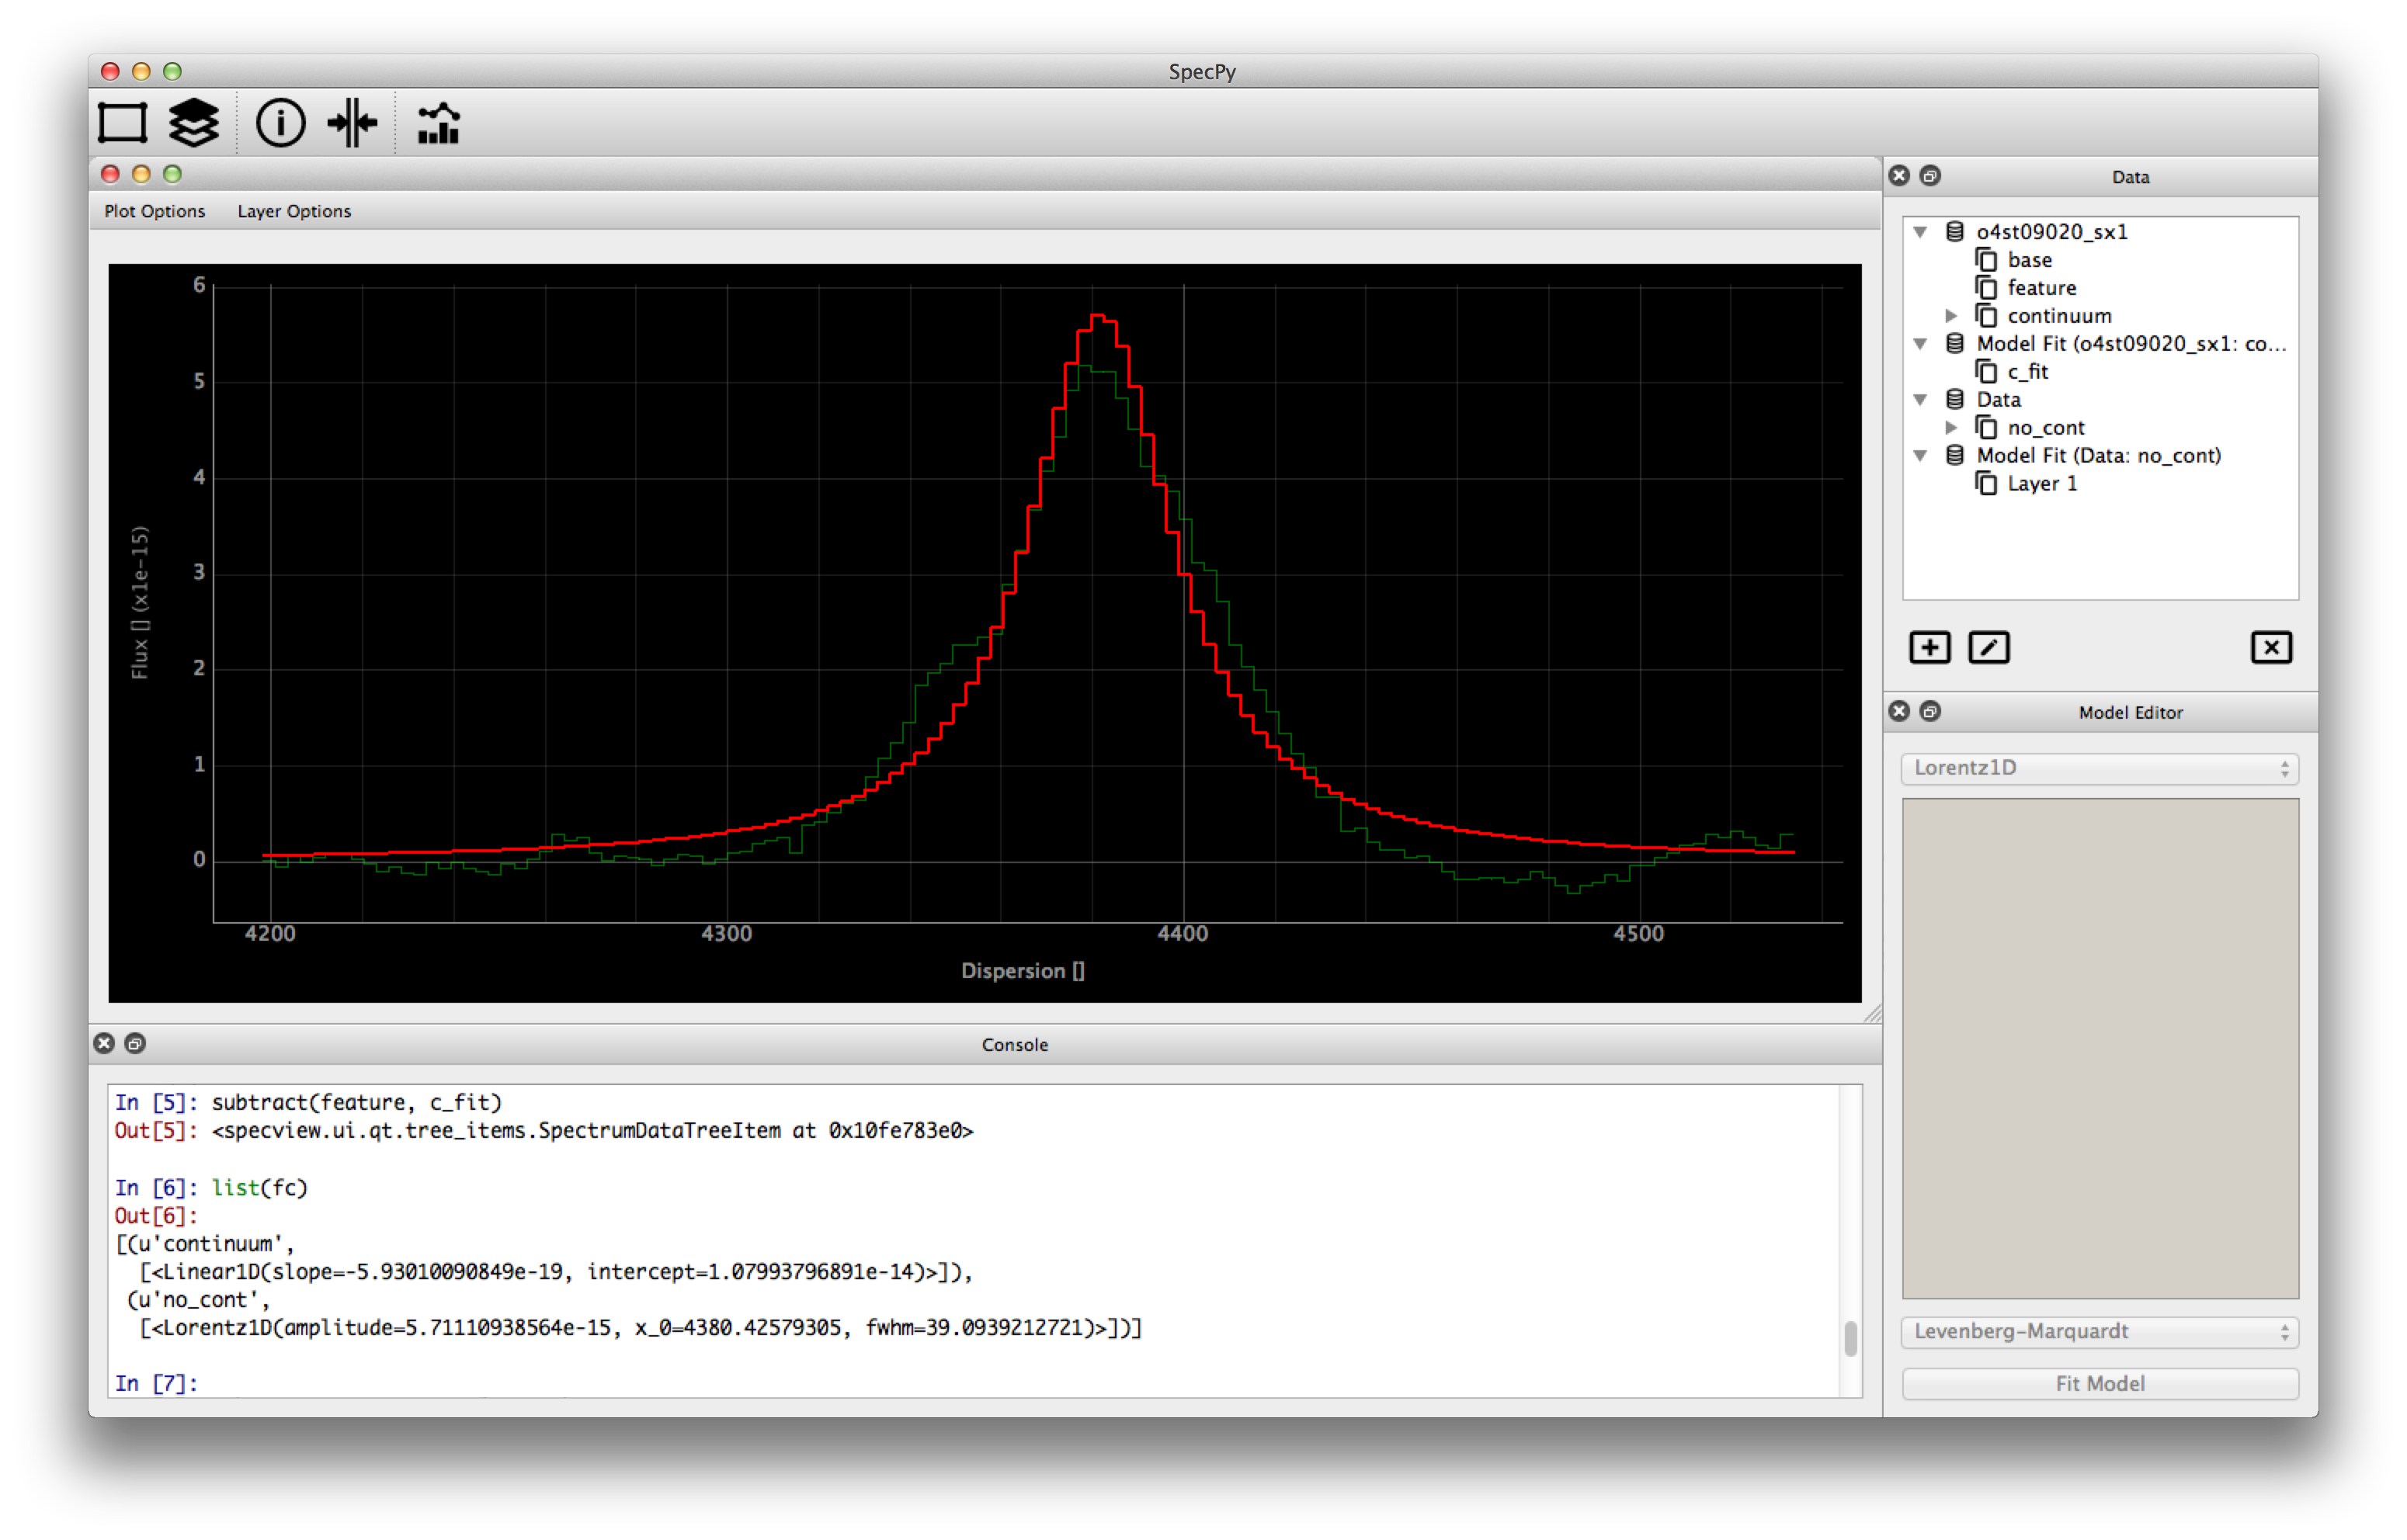 SpecPy
Plot Options Layer Options
6
5
4
3
2
1
0
Flux [] (x1e-15)
4200 4300 4400 4500
Dispersion []
Console
In [5]: subtract(feature, c_fit)
Out[5]: <specview.ui.qt.tree_items.SpectrumDataTreeItem at 0x10fe783e0>
In [6]: list(fc)
Out[6]:
[(u'continuum',
[<Linear1D(slope=-5.93010090849e-19, intercept=1.07993796891e-14)>]),
(u'no_cont',
[<Lorentz1D(amplitude=5.71110938564e-15, x_0=4380.42579305, fwhm=39.0939212721)>])]
In [7]:
Data
o4st09020_sx1
base
feature
continuum
Model Fit (o4st09020_sx1: co...
c_fit
Data
no_cont
Model Fit (Data: no_cont)
Layer 1
Model Editor
Lorentz1D
Levenberg-Marquardt
Fit Model